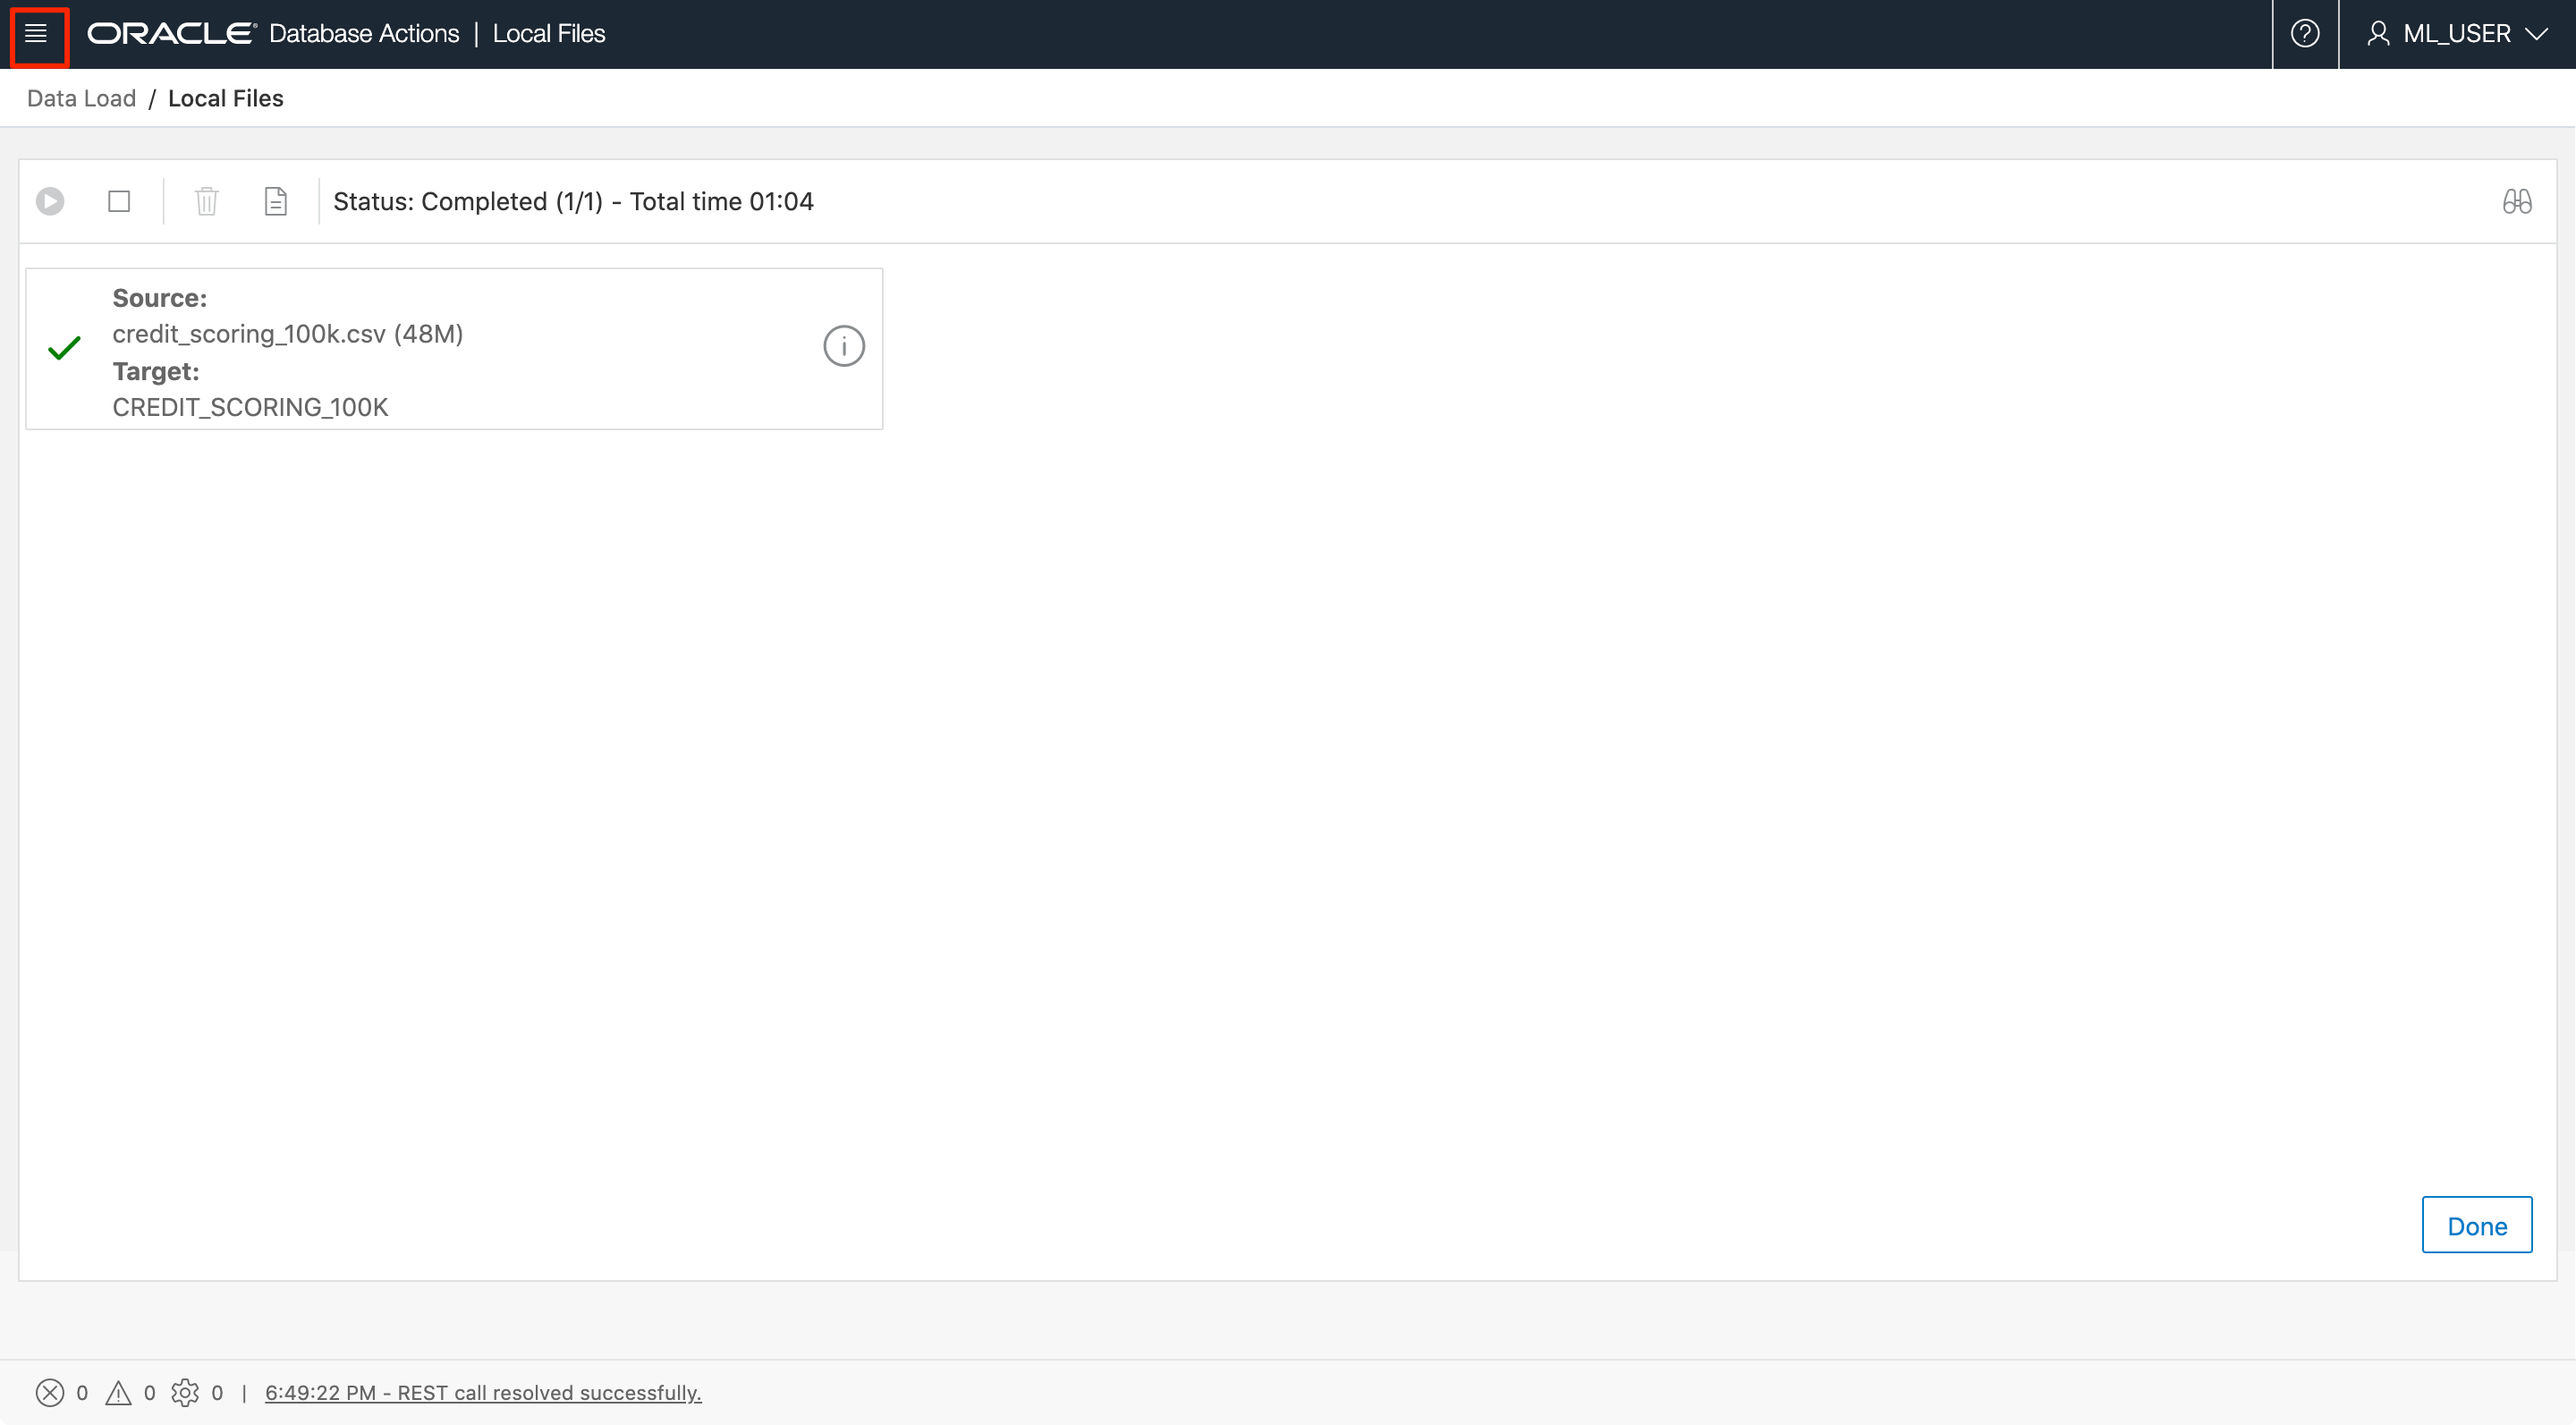 ORACLE® Database Actions | Local Files
ML_USER
Data Load / Local Files
Status: Completed (1/1) - Total time 01:04
Source:
credit_scoring_100k.csv (48M)
Target:
CREDIT_SCORING_100K
Done
0 0 0 | 6:49:22 PM - REST call resolved successfully.